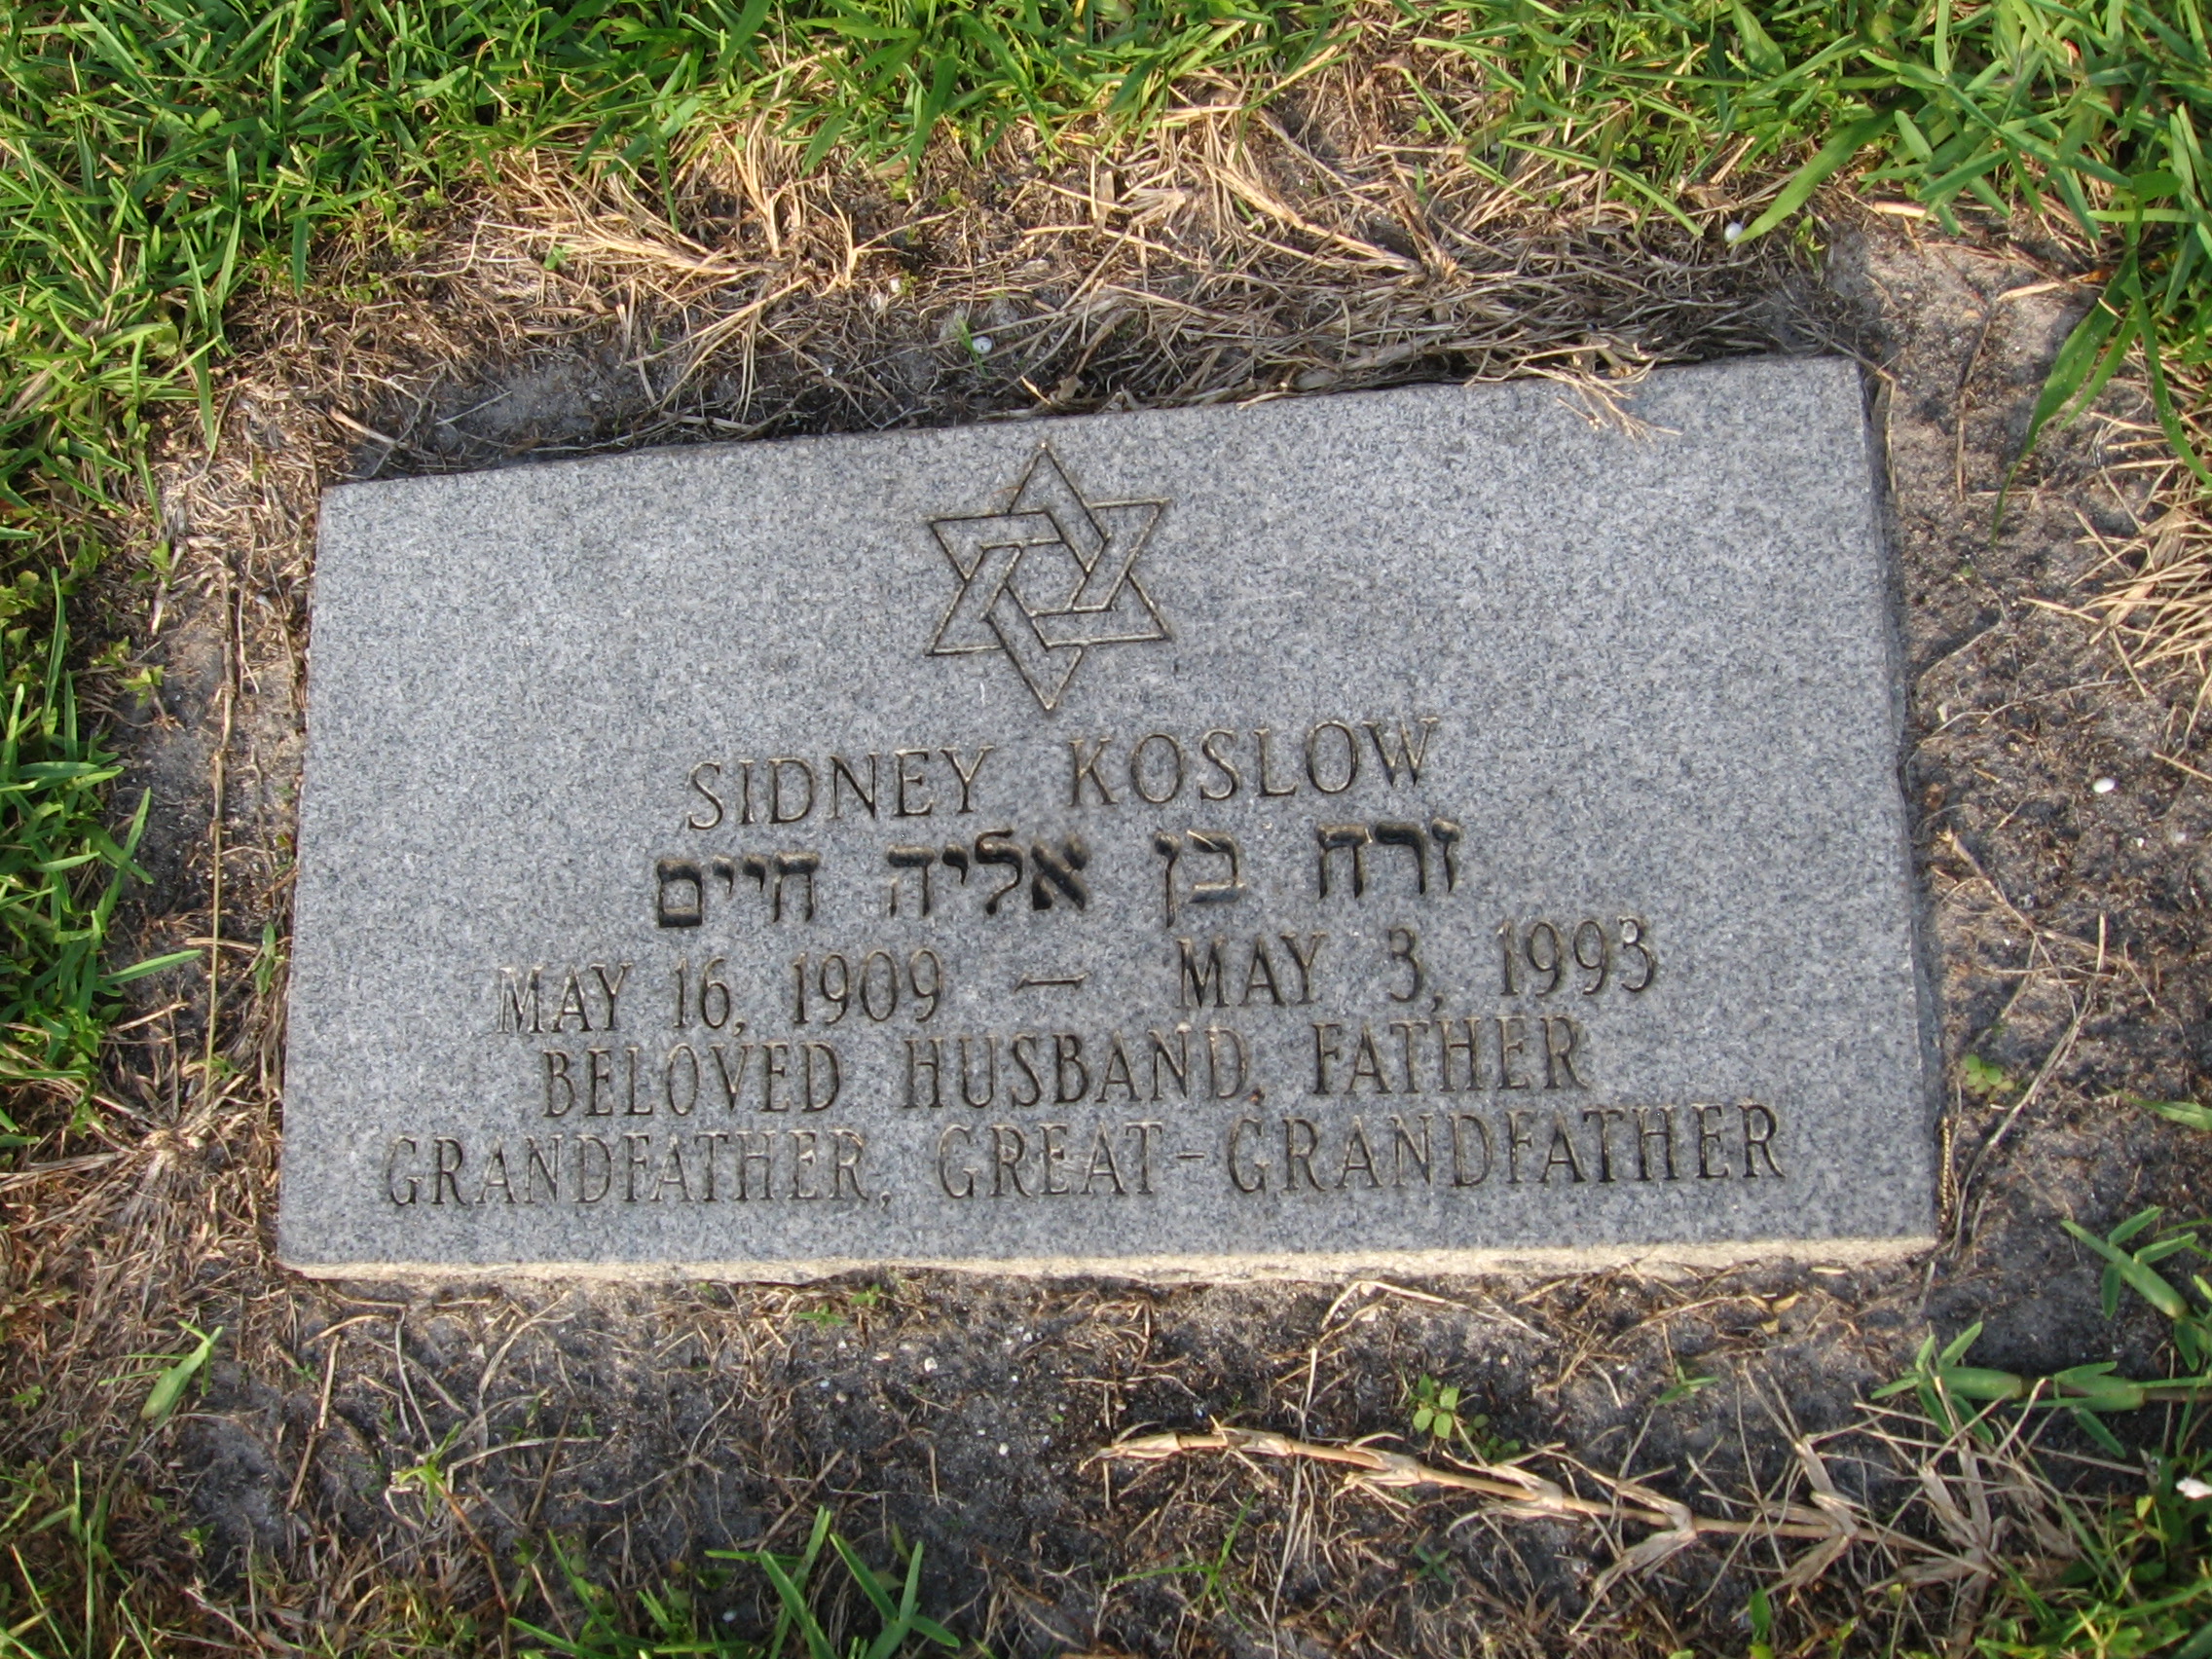 SIDNEY KOSLOW
זרח בן אליה חיים
MAY 16, 1909 – MAY 3, 1993
BELOVED HUSBAND, FATHER
GRANDFATHER, GREAT-GRANDFATHER